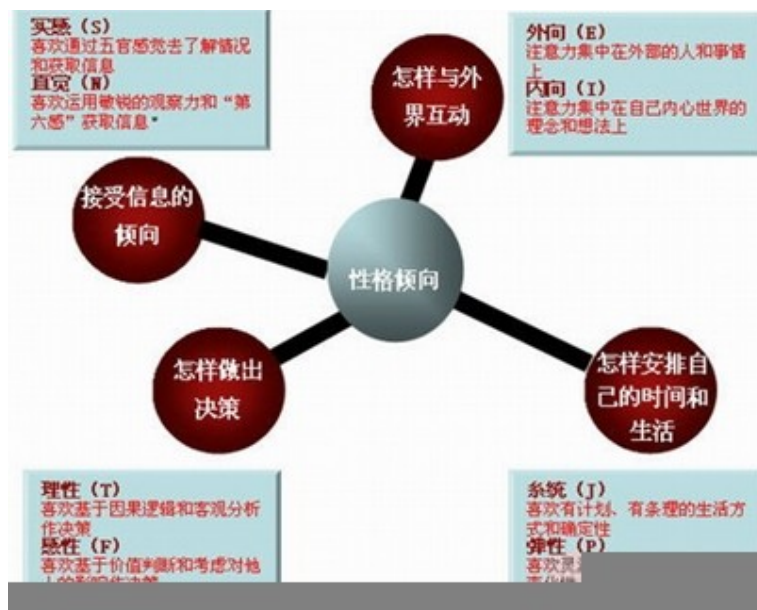 实感（S）
喜欢通过五官感觉去了解情况
和获取信息
直觉（N）
喜欢运用敏锐的观察力和“第
六感”获取信息*
外向（E）
注意力集中在外部的人和事情
上
内向（I）
注意力集中在自己内心世界的
理念和想法上
怎样与外
界互动
接受信息的
倾向
性格倾向
怎样做出
决策
怎样安排自
己的时间和
生活
理性（T）
喜欢基于因果逻辑和客观分析
作决策
感性（F）
喜欢基于价值判断和考虑对他
系统（J）
喜欢有计划、有条理的生活方
式和确定性
弹性（P）
喜欢灵